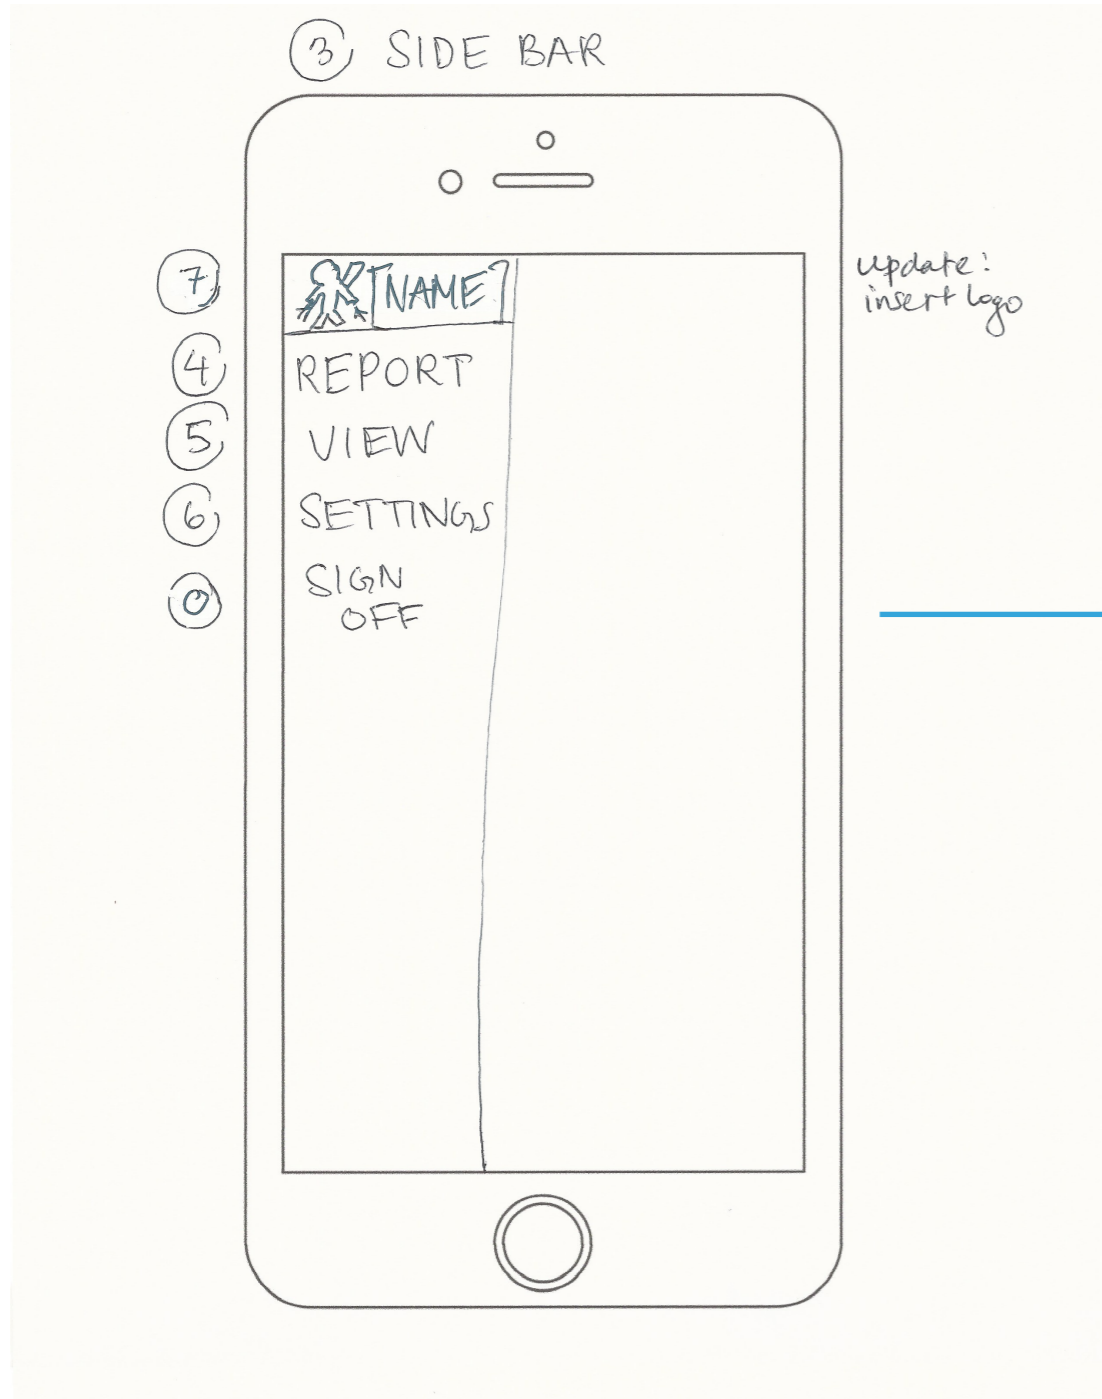 3 SIDE BAR
7 [NAME]
update:
insert logo
4 REPORT
5 VIEW
6 SETTINGS
0 SIGN
OFF